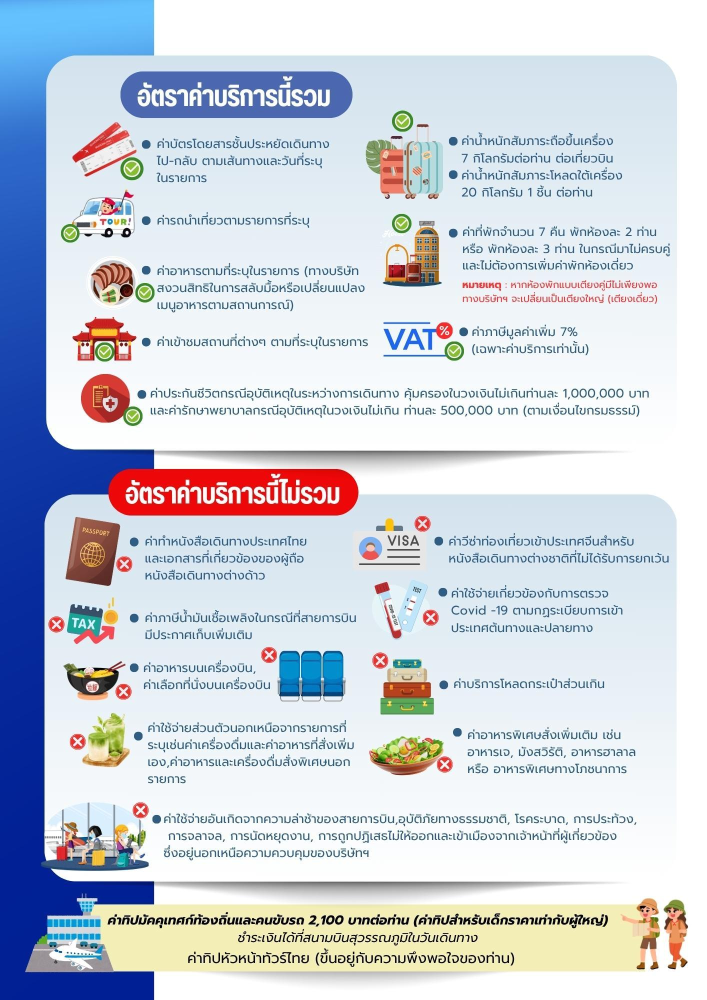 อัตราค่าบริการนี้รวม
ค่าบัตรโดยสารชั้นประหยัดเดินทาง
ไป-กลับ ตามเส้นทางและวันที่ระบุ
ในรายการ
TOUR!
ค่ารถนำเที่ยวตามรายการที่ระบุ
ค่าอาหารตามที่ระบุในรายการ (ทางบริษัท
สงวนสิทธิในการสลับมื้อหรือเปลี่ยนแปลง
เมนูอาหารตามสถานการณ์)
ค่าเข้าชมสถานที่ต่างๆ ตามที่ระบุในรายการ
ค่าน้ำหนักสัมภาระถือขึ้นเครื่อง
7 กิโลกรัมต่อท่าน ต่อเที่ยวบิน
ค่าน้ำหนักสัมภาระโหลดใต้เครื่อง
20 กิโลกรัม 1 ชิ้น ต่อท่าน
Hotel
ค่าที่พักจำนวน 7 คืน พักห้องละ 2 ท่าน
หรือ พักห้องละ 3 ท่าน ในกรณีมาไม่ครบคู่
และไม่ต้องการเพิ่มค่าพักห้องเดี่ยว
หมายเหตุ : หากห้องพักแบบเตียงคู่มีไม่เพียงพอ
ทางบริษัทฯ จะเปลี่ยนเป็นเตียงใหญ่ (เตียงเดี่ยว)
VAT %
ค่าภาษีมูลค่าเพิ่ม 7%
(เฉพาะค่าบริการเท่านั้น)
ค่าประกันชีวิตกรณีอุบัติเหตุในระหว่างการเดินทาง คุ้มครองในวงเงินไม่เกินท่านละ 1,000,000 บาท
และค่ารักษาพยาบาลกรณีอุบัติเหตุในวงเงินไม่เกิน ท่านละ 500,000 บาท (ตามเงื่อนไขกรมธรรม์)
อัตราค่าบริการนี้ไม่รวม
PASSPORT
ค่าทำหนังสือเดินทางประเทศไทย
และเอกสารที่เกี่ยวข้องของผู้ถือ
หนังสือเดินทางต่างด้าว
VISA
ค่าวีซ่าท่องเที่ยวเข้าประเทศจีนสำหรับ
หนังสือเดินทางต่างชาติที่ไม่ได้รับการยกเว้น
TAX
ค่าภาษีน้ำมันเชื้อเพลิงในกรณีที่สายการบิน
มีประกาศเก็บเพิ่มเติม
COVID-19 TEST
TEST
C
T
ค่าใช้จ่ายเกี่ยวข้องกับการตรวจ
Covid -19 ตามกฏระเบียบการเข้า
ประเทศต้นทางและปลายทาง
ค่าอาหารบนเครื่องบิน,
ค่าเลือกที่นั่งบนเครื่องบิน
ค่าบริการโหลดกระเป๋าส่วนเกิน
ค่าใช้จ่ายส่วนตัวนอกเหนือจากรายการที่
ระบุเช่นค่าเครื่องดื่มและค่าอาหารที่สั่งเพิ่ม
เอง,ค่าอาหารและเครื่องดื่มสั่งพิเศษนอก
รายการ
ค่าอาหารพิเศษสั่งเพิ่มเติม เช่น
อาหารเจ, มังสวิรัติ, อาหารฮาลาล
หรือ อาหารพิเศษทางโภชนาการ
ค่าใช้จ่ายอันเกิดจากความล่าช้าของสายการบิน,อุบัติภัยทางธรรมชาติ, โรคระบาด, การประท้วง,
การจลาจล, การนัดหยุดงาน, การถูกปฏิเสธไม่ให้ออกและเข้าเมืองจากเจ้าหน้าที่ผู้เกี่ยวข้อง
ซึ่งอยู่นอกเหนือความควบคุมของบริษัทฯ
ค่าทิปมัคคุเทศก์ท้องถิ่นและคนขับรถ 2,100 บาทต่อท่าน (ค่าทิปสำหรับเด็กราคาเท่ากับผู้ใหญ่)
ชำระเงินได้ที่สนามบินสุวรรณภูมิในวันเดินทาง
ค่าทิปหัวหน้าทัวร์ไทย (ขึ้นอยู่กับความพึงพอใจของท่าน)